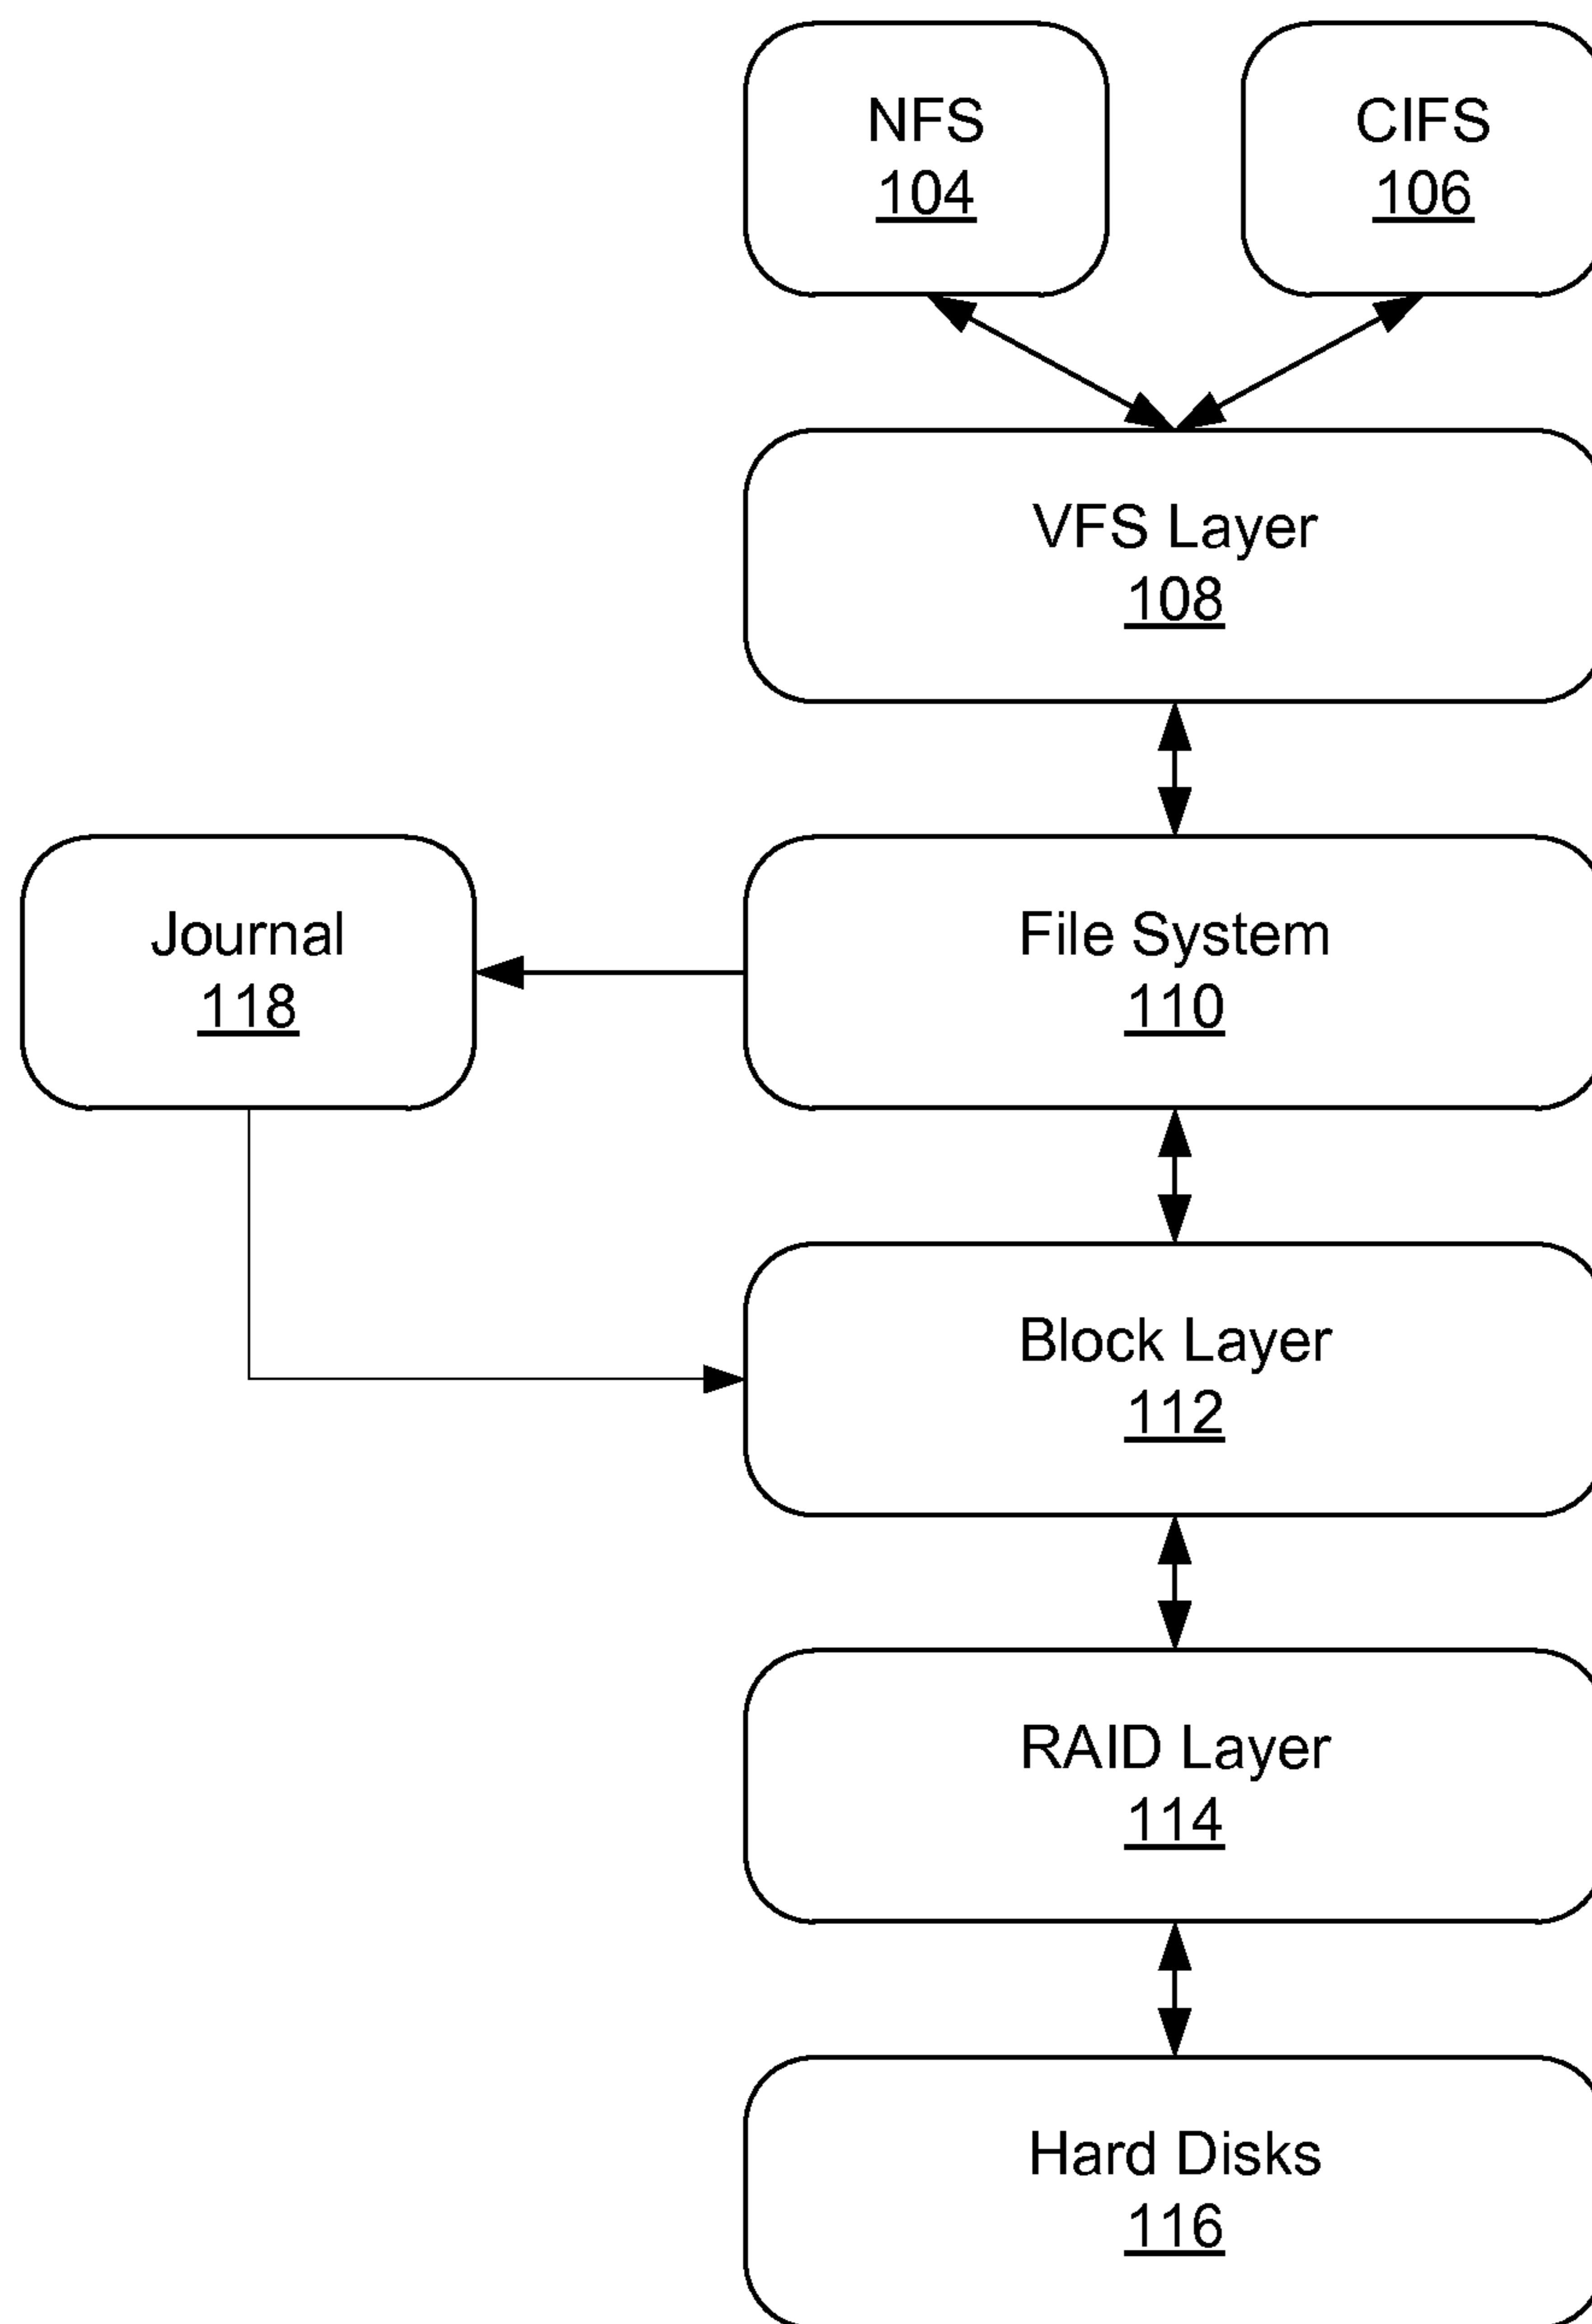 NFS
104
CIFS
106
VFS Layer
108
Journal
118
File System
110
Block Layer
112
RAID Layer
114
Hard Disks
116